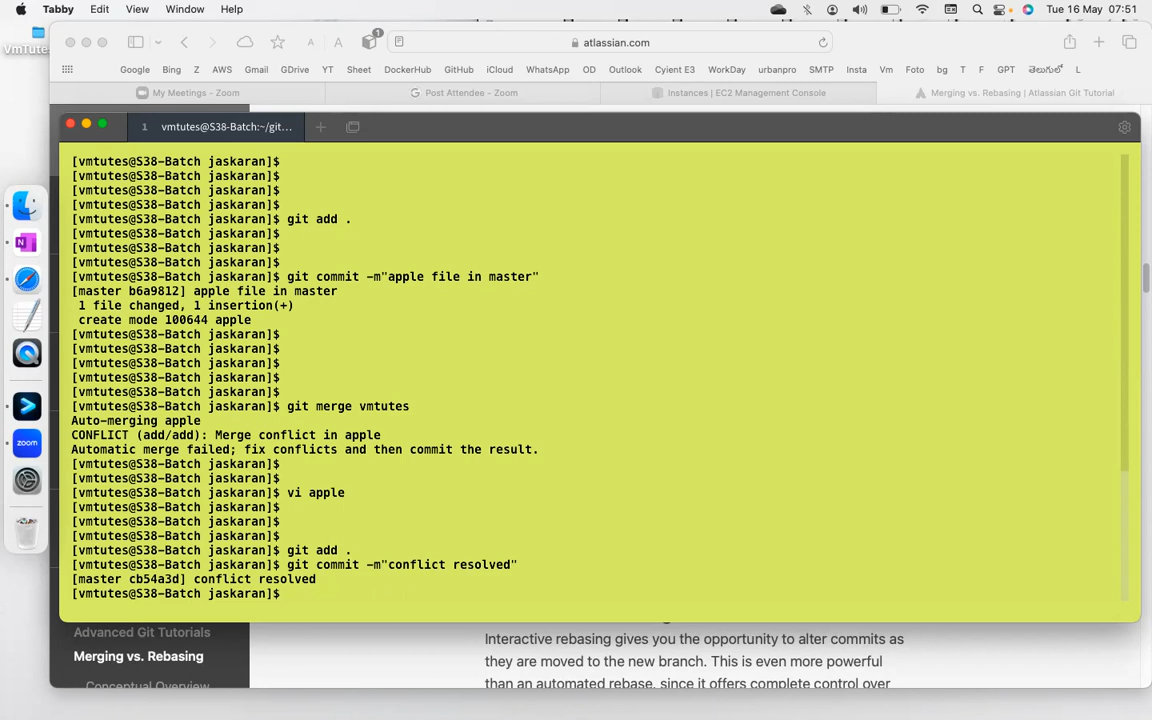 Tabby Edit View Window Help Tue 16 May 07:51
VmTutes
1
A A atlassian.com
Google Bing Z AWS Gmail GDrive YT Sheet DockerHub GitHub iCloud WhatsApp OD Outlook Cyient E3 WorkDay urbanpro SMTP Insta Vm Foto bg T F GPT తెలుగులో L
My Meetings - Zoom Post Attendee - Zoom Instances | EC2 Management Console Merging vs. Rebasing | Atlassian Git Tutorial
1 vmtutes@S38-Batch:~/git...
[vmtutes@S38-Batch jaskaran]$
[vmtutes@S38-Batch jaskaran]$
[vmtutes@S38-Batch jaskaran]$
[vmtutes@S38-Batch jaskaran]$
[vmtutes@S38-Batch jaskaran]$ git add .
[vmtutes@S38-Batch jaskaran]$
[vmtutes@S38-Batch jaskaran]$
[vmtutes@S38-Batch jaskaran]$
[vmtutes@S38-Batch jaskaran]$ git commit -m"apple file in master"
[master b6a9812] apple file in master
1 file changed, 1 insertion(+)
create mode 100644 apple
[vmtutes@S38-Batch jaskaran]$
[vmtutes@S38-Batch jaskaran]$
[vmtutes@S38-Batch jaskaran]$
[vmtutes@S38-Batch jaskaran]$
[vmtutes@S38-Batch jaskaran]$
[vmtutes@S38-Batch jaskaran]$ git merge vmtutes
Auto-merging apple
CONFLICT (add/add): Merge conflict in apple
Automatic merge failed; fix conflicts and then commit the result.
[vmtutes@S38-Batch jaskaran]$
[vmtutes@S38-Batch jaskaran]$
[vmtutes@S38-Batch jaskaran]$ vi apple
[vmtutes@S38-Batch jaskaran]$
[vmtutes@S38-Batch jaskaran]$
[vmtutes@S38-Batch jaskaran]$
[vmtutes@S38-Batch jaskaran]$ git add .
[vmtutes@S38-Batch jaskaran]$ git commit -m"conflict resolved"
[master cb54a3d] conflict resolved
[vmtutes@S38-Batch jaskaran]$
zoom
Advanced Git Tutorials
Merging vs. Rebasing
Conceptual Overview
Interactive rebasing gives you the opportunity to alter commits as
they are moved to the new branch. This is even more powerful
than an automated rebase, since it offers complete control over